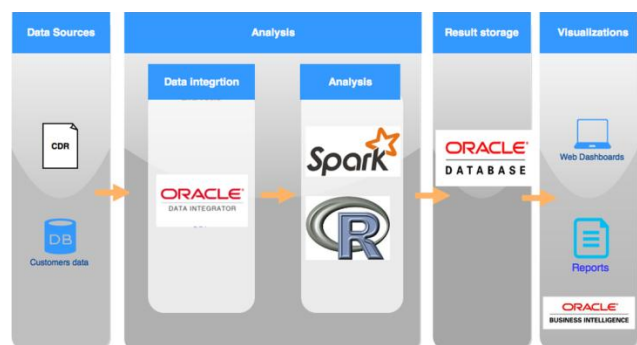 Data Sources
Analysis
Result storage
Visualizations
Data integrtion
Analysis
CDR
Spark
ORACLE
DATABASE
Web Dashboards
ORACLE
DATA INTEGRATOR
R
DB
Customers data
Reports
ORACLE
BUSINESS INTELLIGENCE